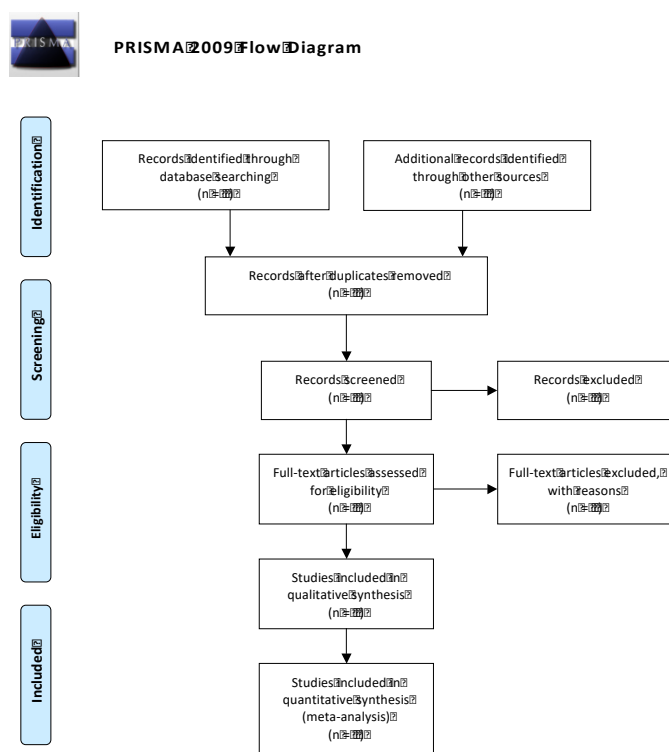 PRISMA
PRISMA⍰2009⍰Flow⍰Diagram
Identification⍰
Records⍰identified⍰through⍰
database⍰searching⍰
(n⍰=⍰⍰⍰)⍰
Additional⍰records⍰identified⍰
through⍰other⍰sources⍰
(n⍰=⍰⍰⍰)⍰
Records⍰after⍰duplicates⍰removed⍰
(n⍰=⍰⍰⍰)⍰
Screening⍰
Records⍰screened⍰
(n⍰=⍰⍰⍰)⍰
Records⍰excluded⍰
(n⍰=⍰⍰⍰)⍰
Eligibility⍰
Full-text⍰articles⍰assessed⍰
for⍰eligibility⍰
(n⍰=⍰⍰⍰)⍰
Full-text⍰articles⍰excluded,⍰
with⍰reasons⍰
(n⍰=⍰⍰⍰)⍰
Studies⍰included⍰in⍰
qualitative⍰synthesis⍰
(n⍰=⍰⍰⍰)⍰
Included⍰
Studies⍰included⍰in⍰
quantitative⍰synthesis⍰
(meta-analysis)⍰
(n⍰=⍰⍰⍰)⍰